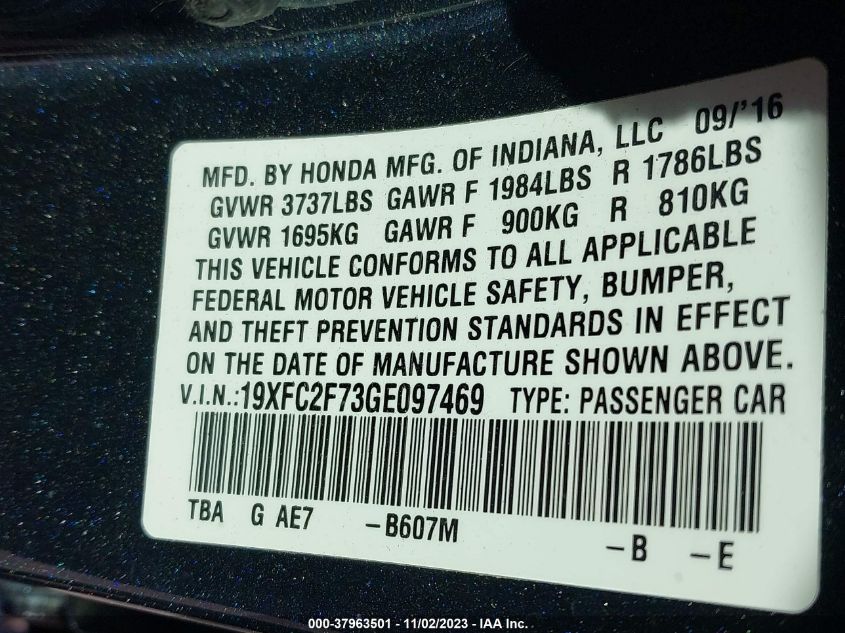 MFD. BY HONDA MFG. OF INDIANA, LLC 09/'16
GVWR 3737LBS GAWR F 1984LBS R 1786LBS
GVWR 1695KG GAWR F 900KG R 810KG
THIS VEHICLE CONFORMS TO ALL APPLICABLE
FEDERAL MOTOR VEHICLE SAFETY, BUMPER,
AND THEFT PREVENTION STANDARDS IN EFFECT
ON THE DATE OF MANUFACTURE SHOWN ABOVE.
V.I.N.:19XFC2F73GE097469 TYPE: PASSENGER CAR
TBA G AE7 -B607M -B -E
000-37963501 - 11/02/2023 - IAA Inc.